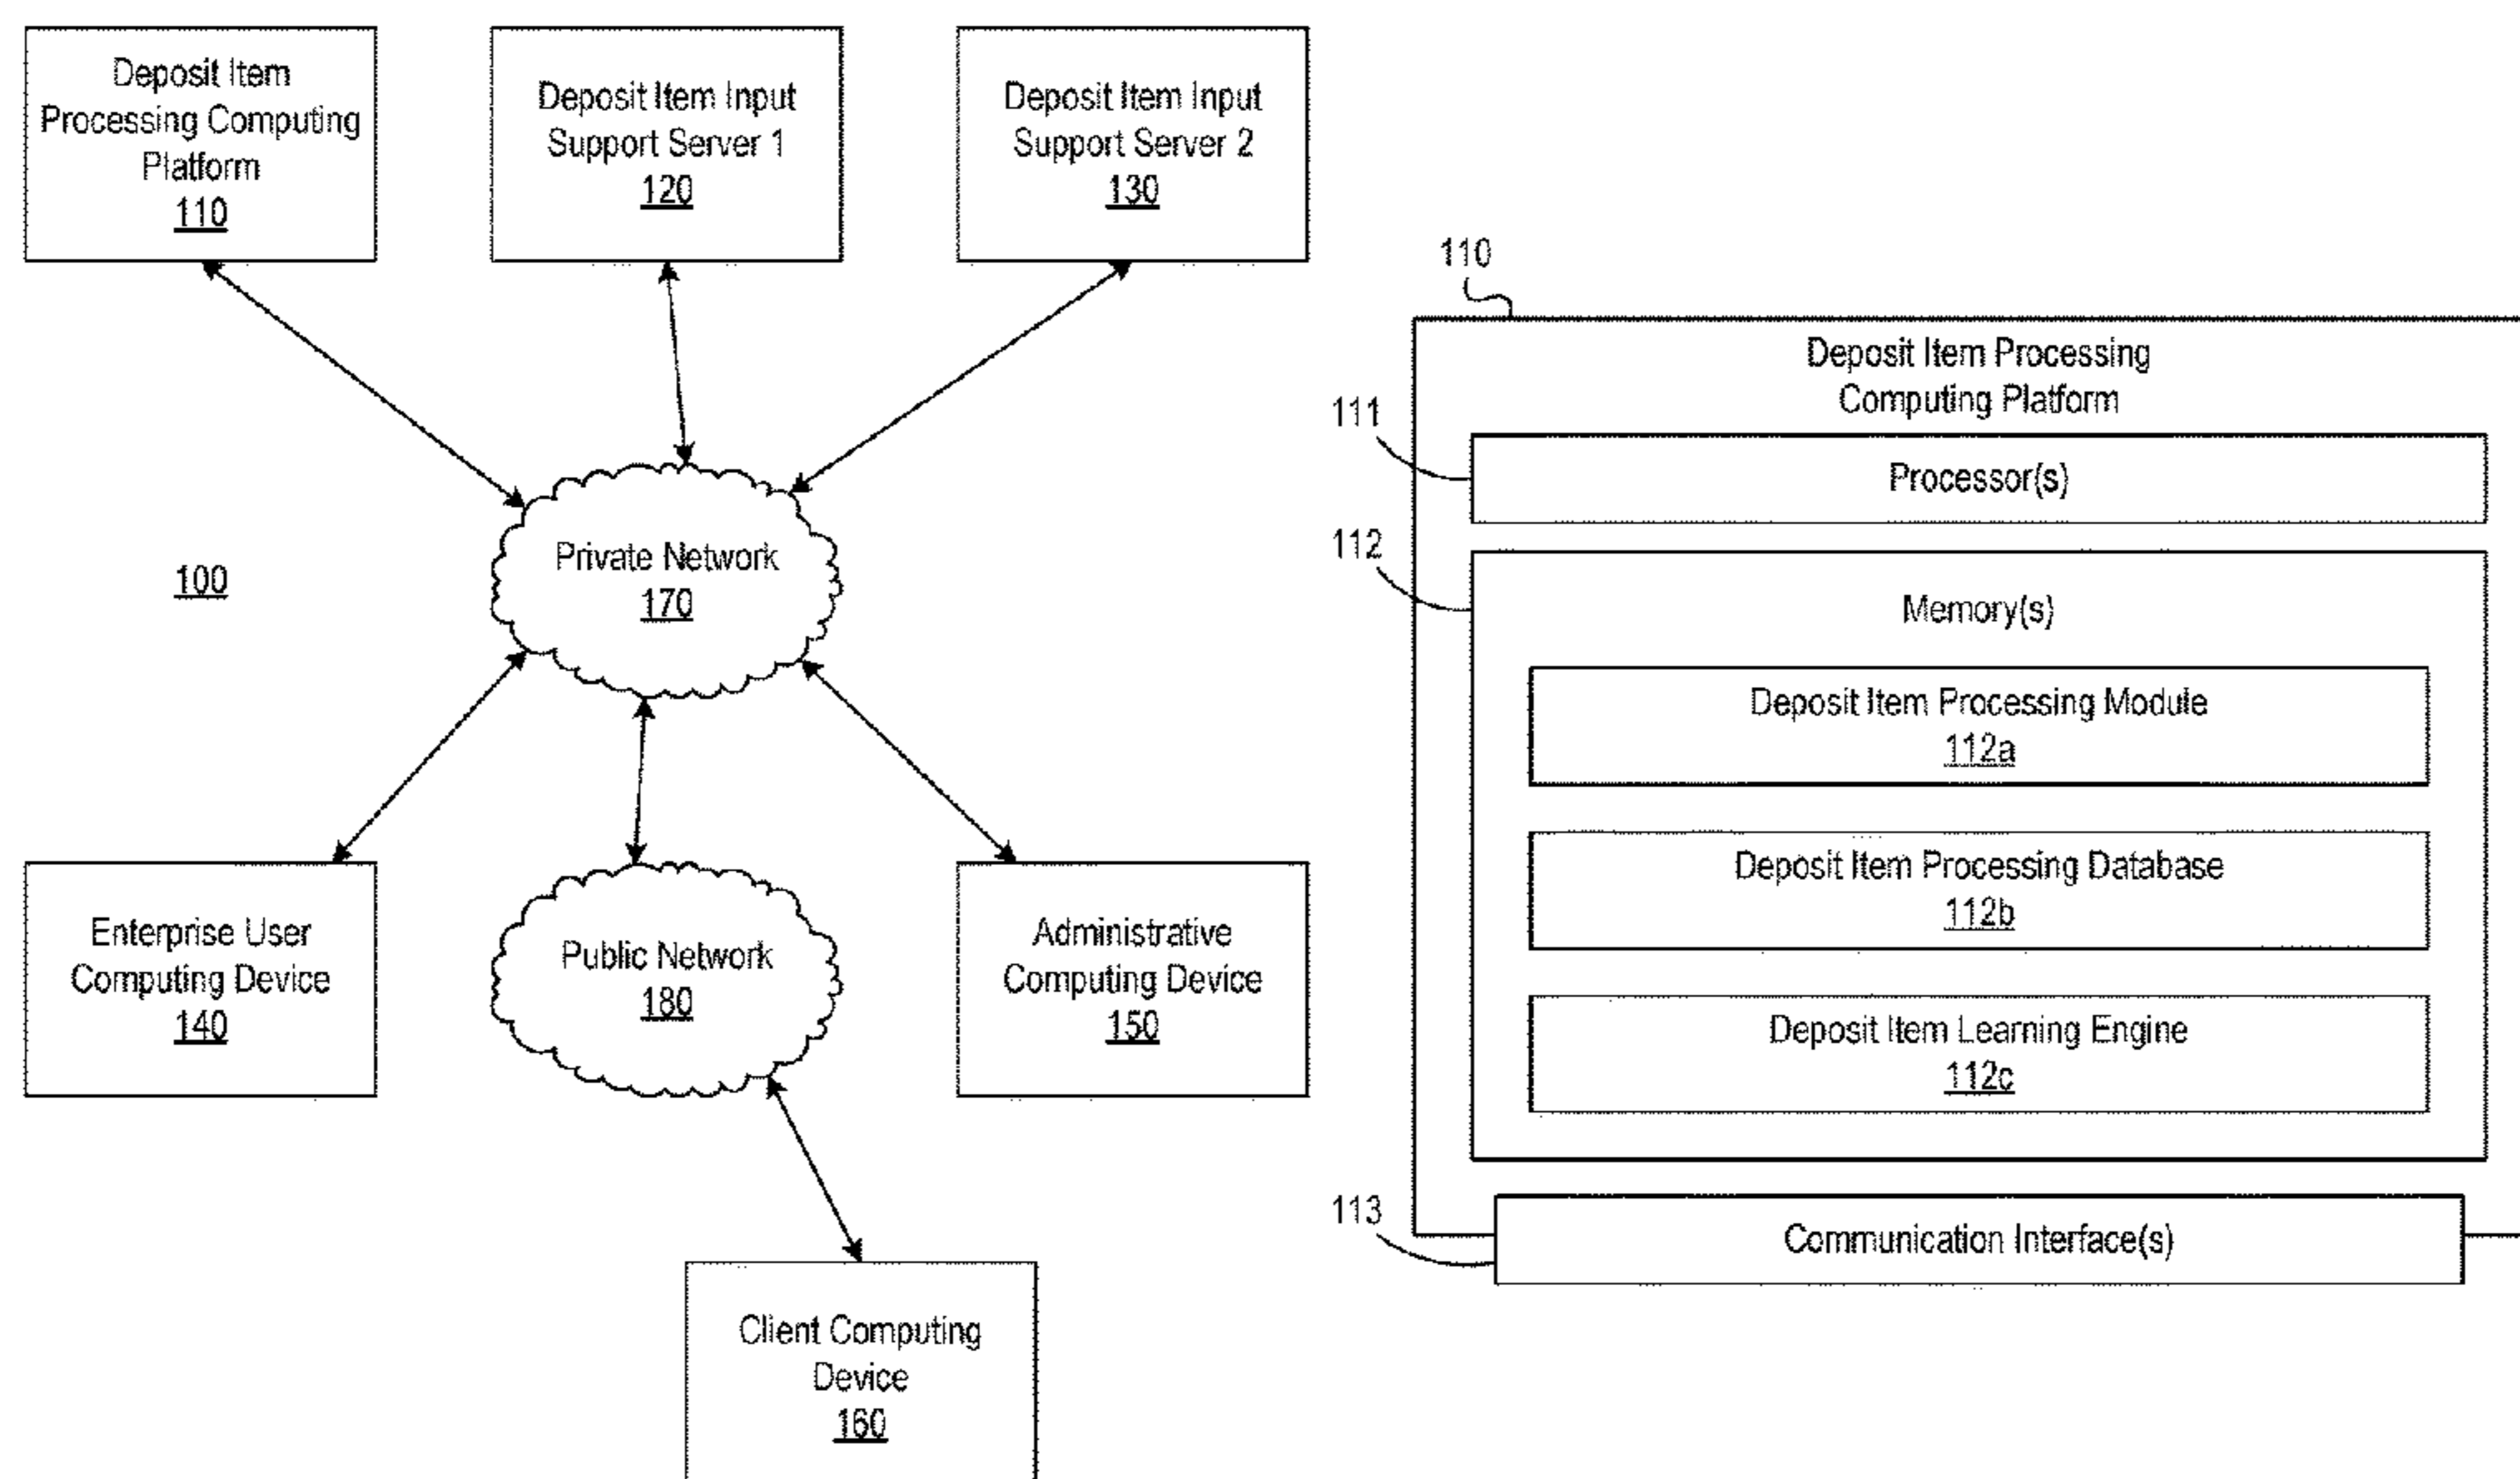 Deposit Item
Processing Computing
Platform
110
Deposit Item Input
Support Server 1
120
Deposit Item Input
Support Server 2
130
100
Private Network
170
Enterprise User
Computing Device
140
Public Network
180
Administrative
Computing Device
150
Client Computing
Device
160
110
Deposit Item Processing
Computing Platform
111
Processor(s)
112
Memory(s)
Deposit Item Processing Module
112a
Deposit Item Processing Database
112b
Deposit Item Learning Engine
112c
113
Communication Interface(s)